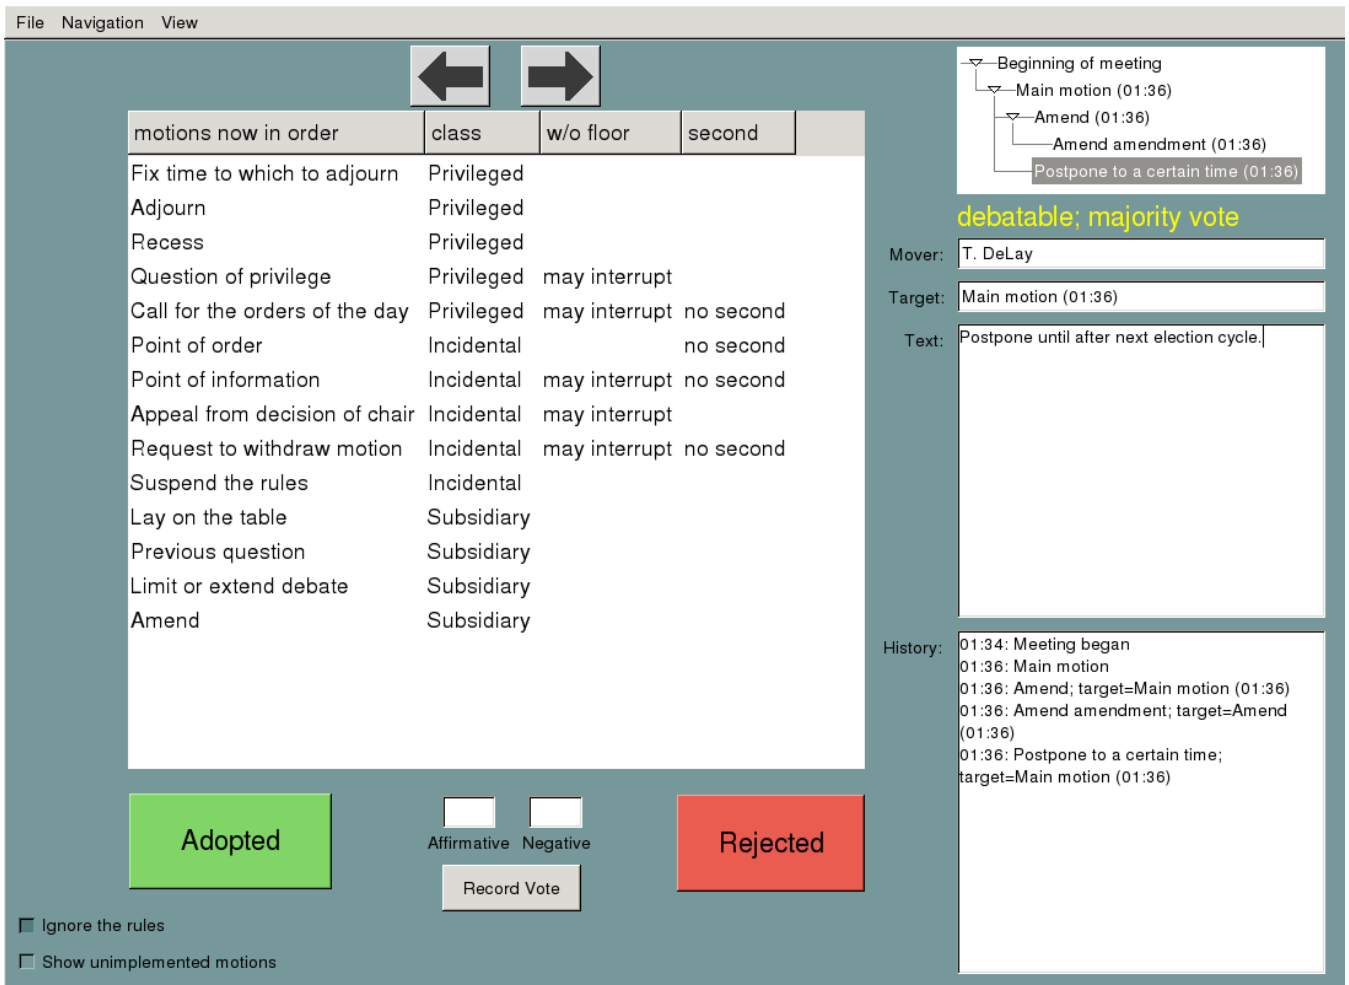 File Navigation View
motions now in order class w/o floor second
Fix time to which to adjourn Privileged
Adjourn Privileged
Recess Privileged
Question of privilege Privileged may interrupt
Call for the orders of the day Privileged may interrupt no second
Point of order Incidental no second
Point of information Incidental may interrupt no second
Appeal from decision of chair Incidental may interrupt
Request to withdraw motion Incidental may interrupt no second
Suspend the rules Incidental
Lay on the table Subsidiary
Previous question Subsidiary
Limit or extend debate Subsidiary
Amend Subsidiary
Adopted
Affirmative Negative
Record Vote
Rejected
Ignore the rules
Show unimplemented motions
Beginning of meeting
Main motion (01:36)
Amend (01:36)
Amend amendment (01:36)
Postpone to a certain time (01:36)
debatable; majority vote
Mover: T. DeLay
Target: Main motion (01:36)
Text: Postpone until after next election cycle.
History: 01:34: Meeting began
01:36: Main motion
01:36: Amend; target=Main motion (01:36)
01:36: Amend amendment; target=Amend
(01:36)
01:36: Postpone to a certain time;
target=Main motion (01:36)